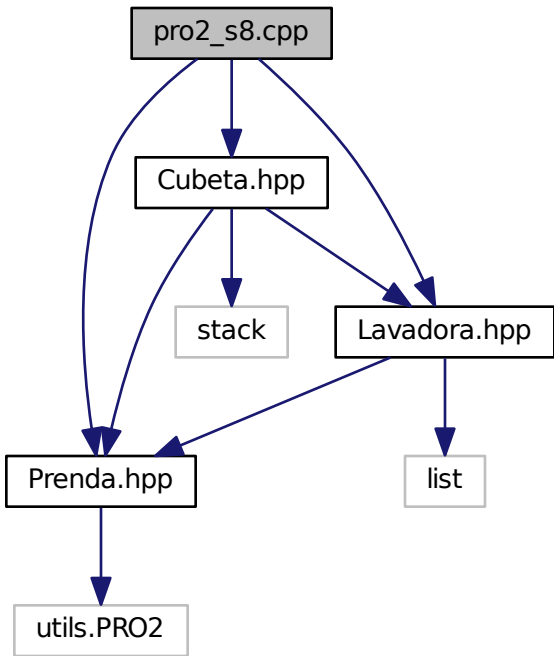 pro2_s8.cpp
Cubeta.hpp
stack
Lavadora.hpp
Prenda.hpp
list
utils.PRO2